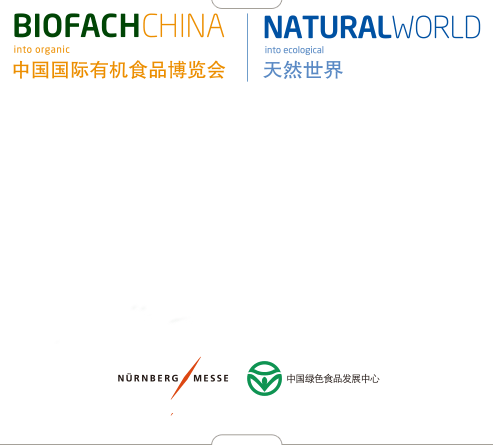 BIOFACHCHINA
into organic
中国国际有机食品博览会
NATURALWORLD
into ecological
天然世界
NÜRNBERG MESSE
中国绿色食品发展中心